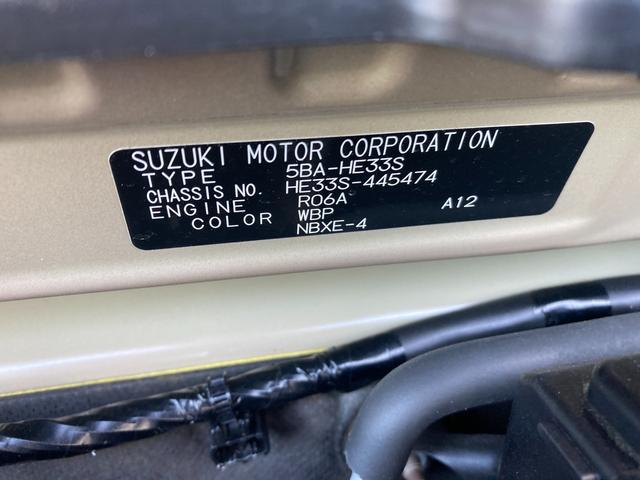 SUZUKI MOTOR CORPORATION
TYPE 5BA-HE33S
CHASSIS NO. HE33S-445474
ENGINE R06A
COLOR WBP A12
NBXE-4